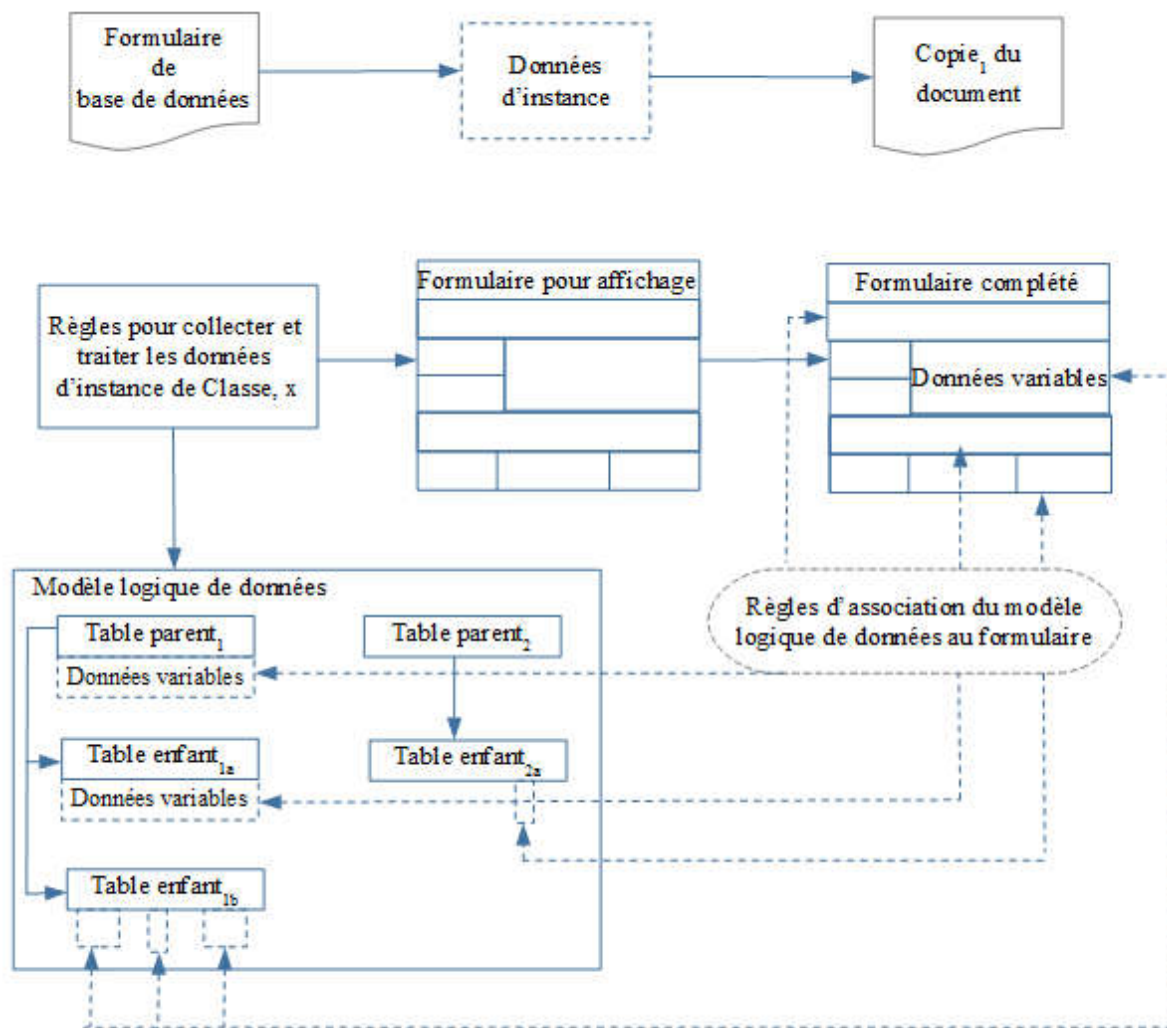 Formulaire
de
base de données
Données
d'instance
Copie₁ du
document
Règles pour collecter et
traiter les données
d'instance de Classe, x
Formulaire pour affichage
Formulaire complété
Données variables
Modèle logique de données
Table parent₁
Données variables
Table parent₂
Règles d'association du modèle
logique de données au formulaire
Table enfant₁ₐ
Données variables
Table enfant₂ₐ
Table enfant1b